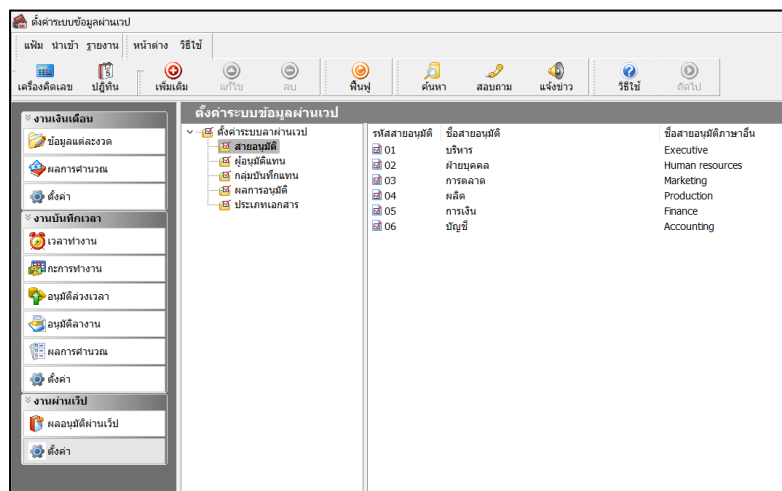 ตั้งค่าระบบข้อมูลผ่านเวป
แฟ้ม นำเข้า รายงาน หน้าต่าง วิธีใช้
เครื่องคิดเลข ปฏิทิน เพิ่มเติม แก้ไข ลบ ฟื้นฟู ค้นหา สอบถาม แจ้งข่าว วิธีใช้ ถัดไป
ตั้งค่าระบบข้อมูลผ่านเวป
งานเงินเดือน
ข้อมูลแต่ละงวด
ผลการคำนวณ
ตั้งค่า
งานบันทึกเวลา
เวลาทำงาน
กะการทำงาน
อนุมัติล่วงเวลา
อนุมัติลางาน
ผลการคำนวณ
ตั้งค่า
งานผ่านเว็ป
ผลอนุมัติผ่านเว็ป
ตั้งค่า
ตั้งค่าระบบลาผ่านเวป
สายอนุมัติ
ผู้อนุมัติแทน
กลุ่มบันทึกแทน
ผลการอนุมัติ
ประเภทเอกสาร
รหัสสายอนุมัติ ชื่อสายอนุมัติ ชื่อสายอนุมัติภาษาอื่น
01 บริหาร Executive
02 ฝ่ายบุคคล Human resources
03 การตลาด Marketing
04 ผลิต Production
05 การเงิน Finance
06 บัญชี Accounting